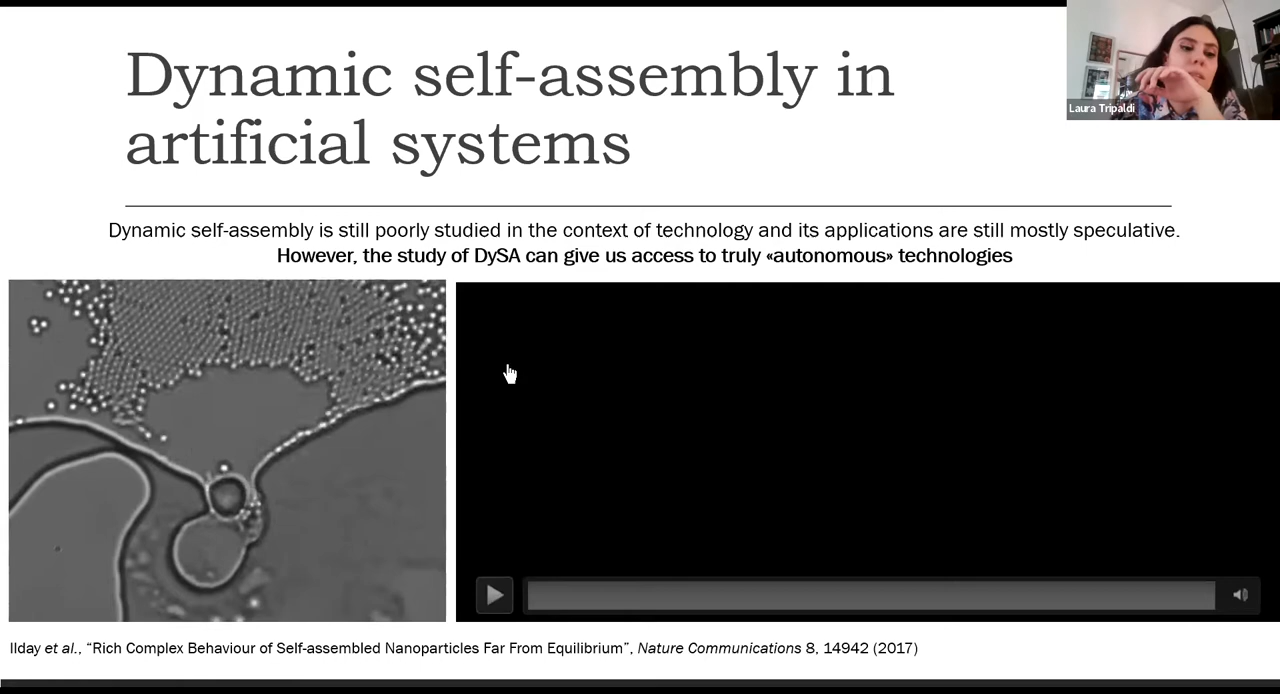 Dynamic self-assembly in
artificial systems
Laura Tripaldi
Dynamic self-assembly is still poorly studied in the context of technology and its applications are still mostly speculative.
However, the study of DySA can give us access to truly «autonomous» technologies
Ilday et al., “Rich Complex Behaviour of Self-assembled Nanoparticles Far From Equilibrium”, Nature Communications 8, 14942 (2017)